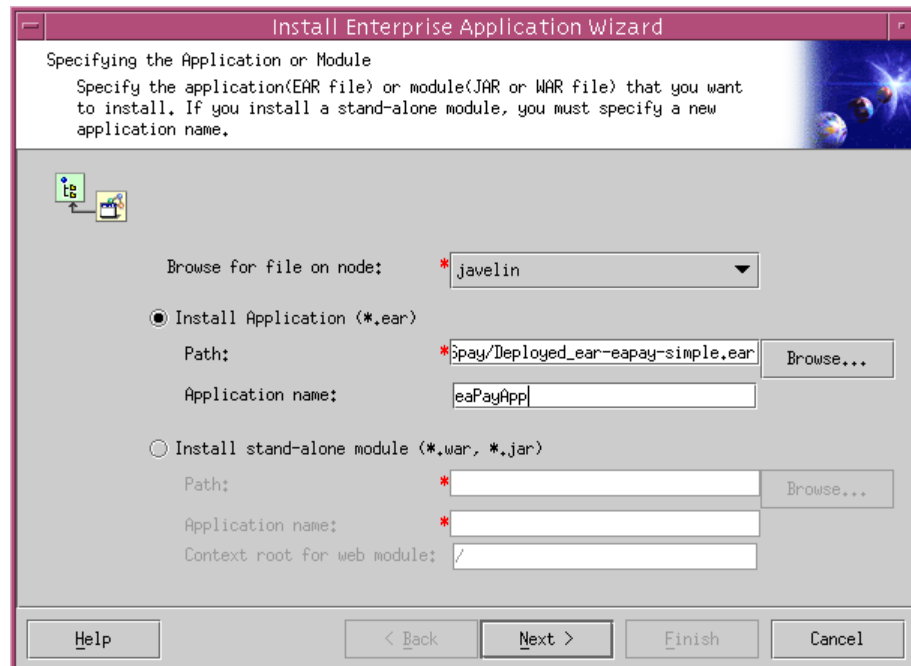 Install Enterprise Application Wizard
Specifying the Application or Module
Specify the application(EAR file) or module(JAR or WAR file) that you want
to install. If you install a stand-alone module, you must specify a new
application name.
Browse for file on node: * javelin
Install Application (*.ear)
Path: * pay/Deployed_ear-eapay-simple.ear Browse...
Application name: eaPayApp
Install stand-alone module (*.war, *.jar)
Path: * Browse...
Application name: *
Context root for web module: /
Help < Back Next > Finish Cancel